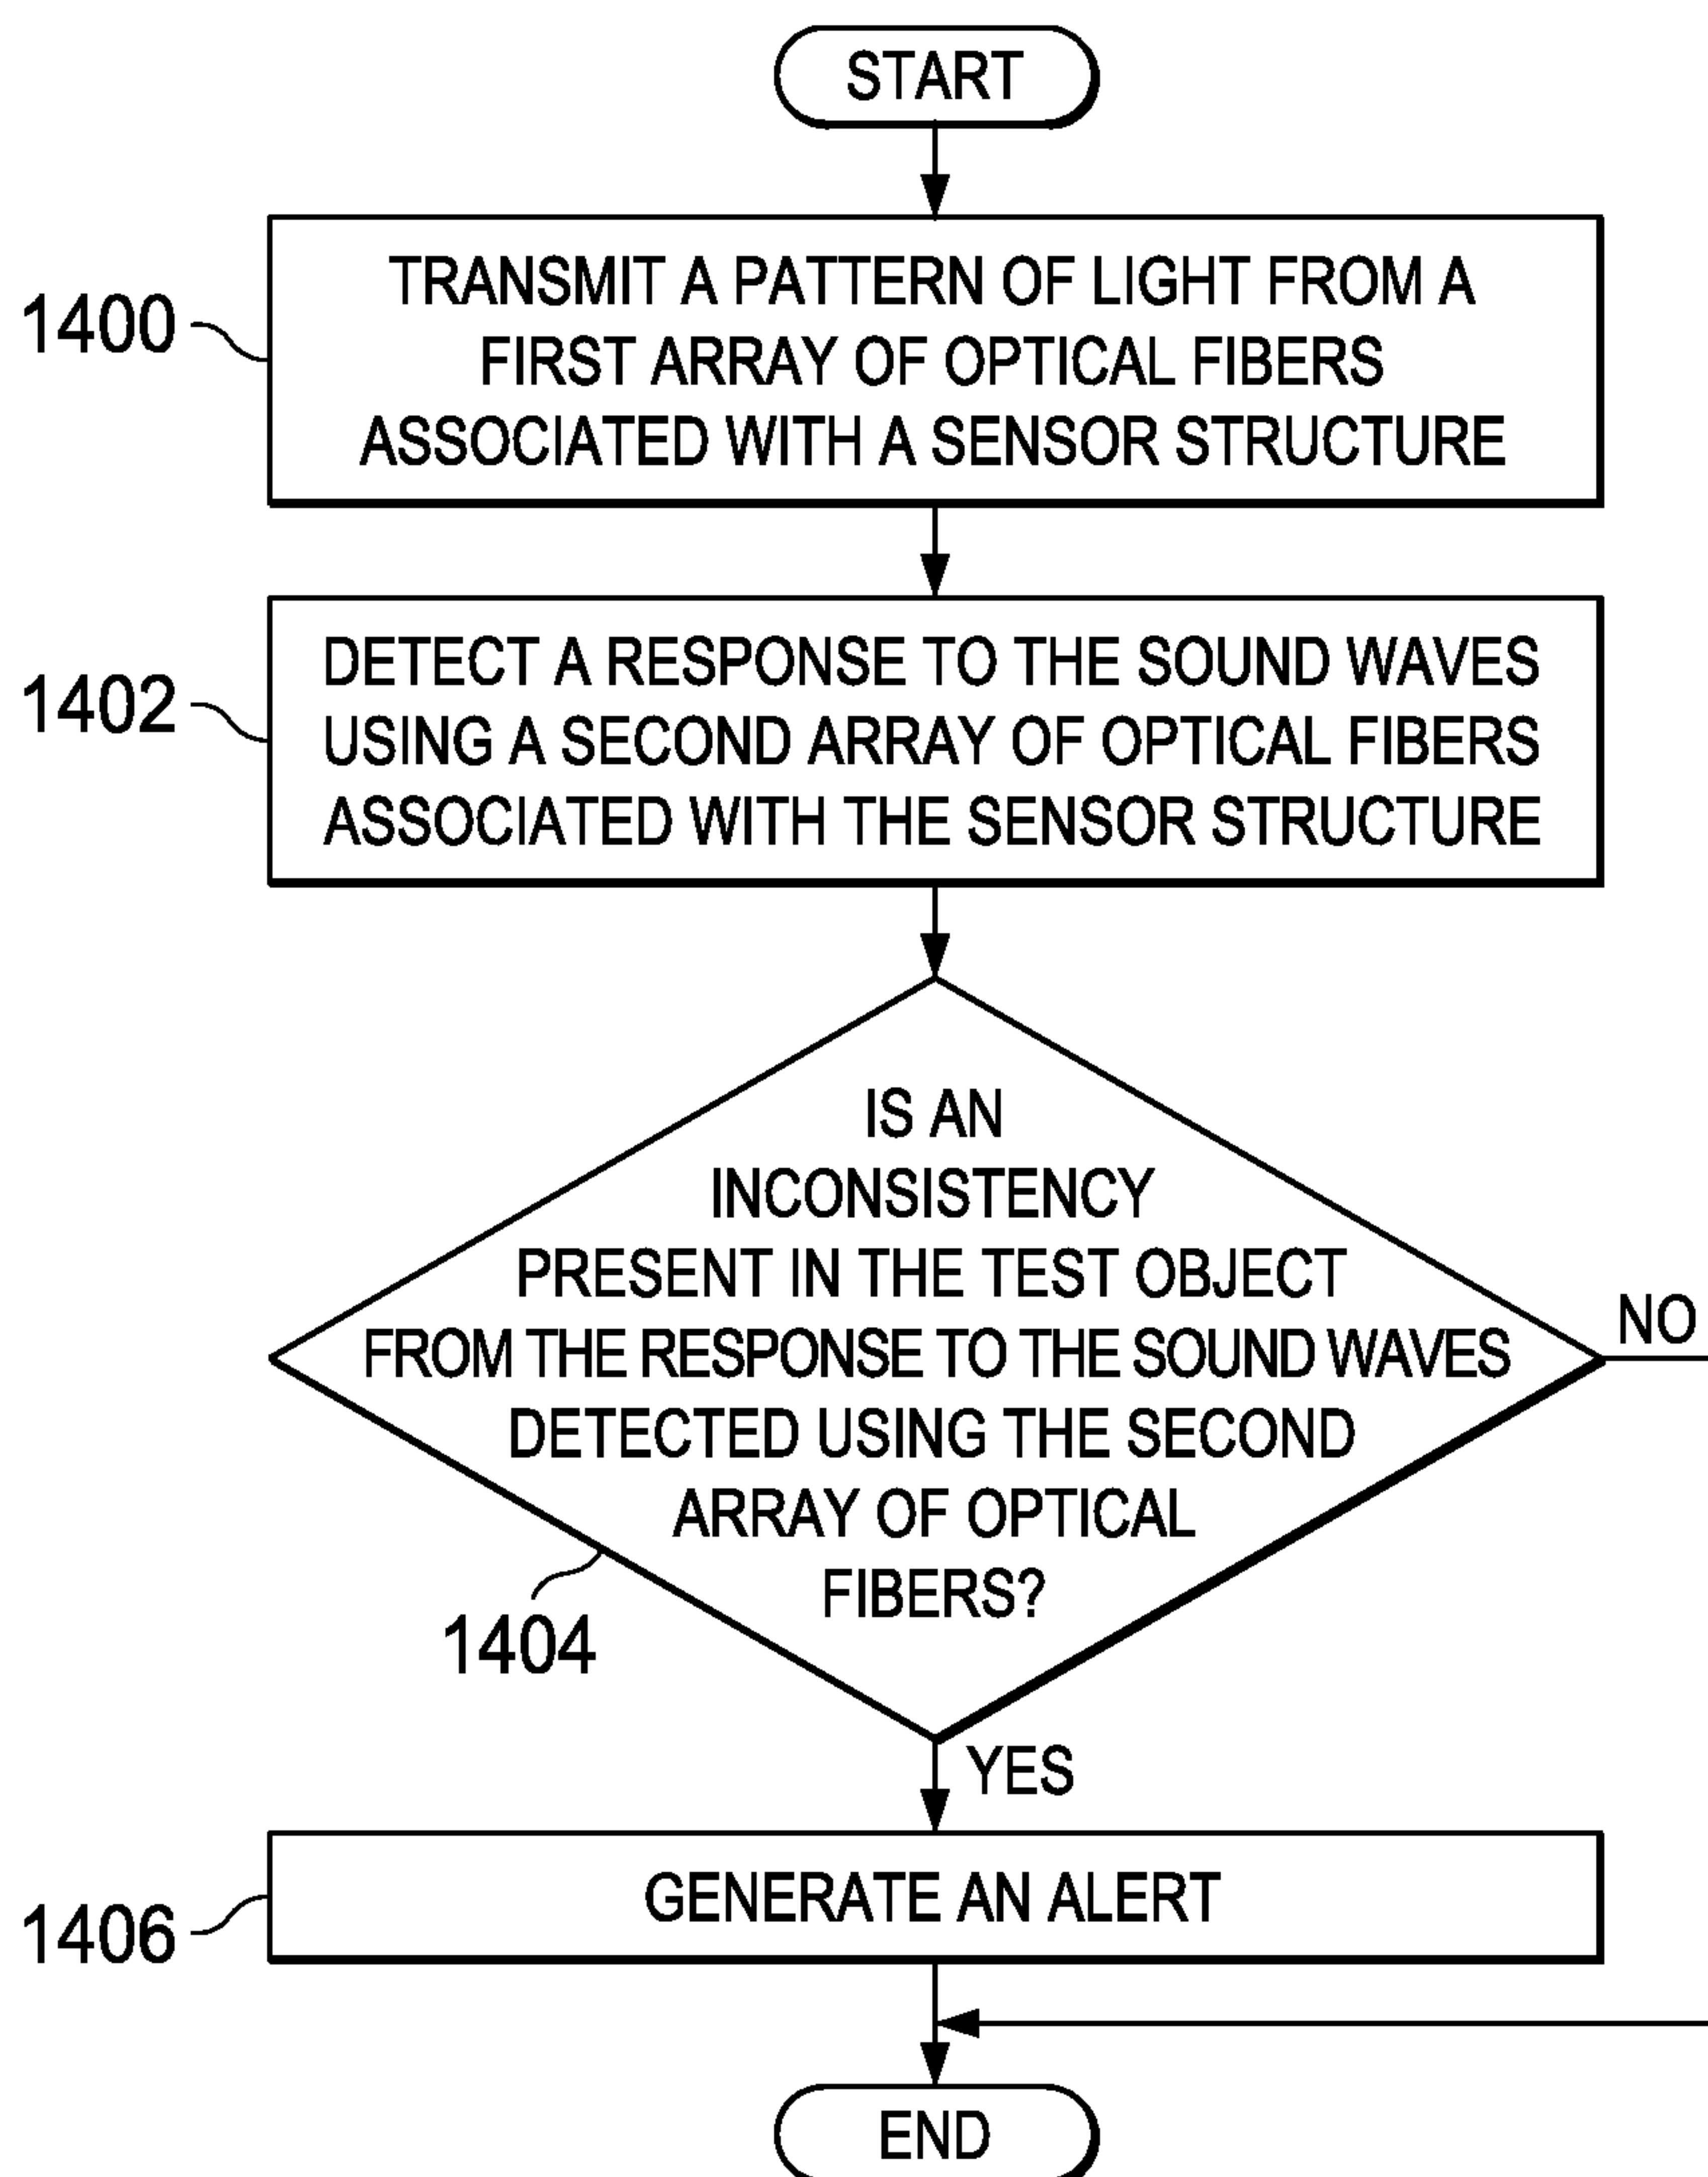 START
TRANSMIT A PATTERN OF LIGHT FROM A
FIRST ARRAY OF OPTICAL FIBERS
ASSOCIATED WITH A SENSOR STRUCTURE
1400
DETECT A RESPONSE TO THE SOUND WAVES
USING A SECOND ARRAY OF OPTICAL FIBERS
ASSOCIATED WITH THE SENSOR STRUCTURE
1402
IS AN
INCONSISTENCY
PRESENT IN THE TEST OBJECT
FROM THE RESPONSE TO THE SOUND WAVES
DETECTED USING THE SECOND
ARRAY OF OPTICAL
FIBERS?
NO
1404
YES
GENERATE AN ALERT
1406
END